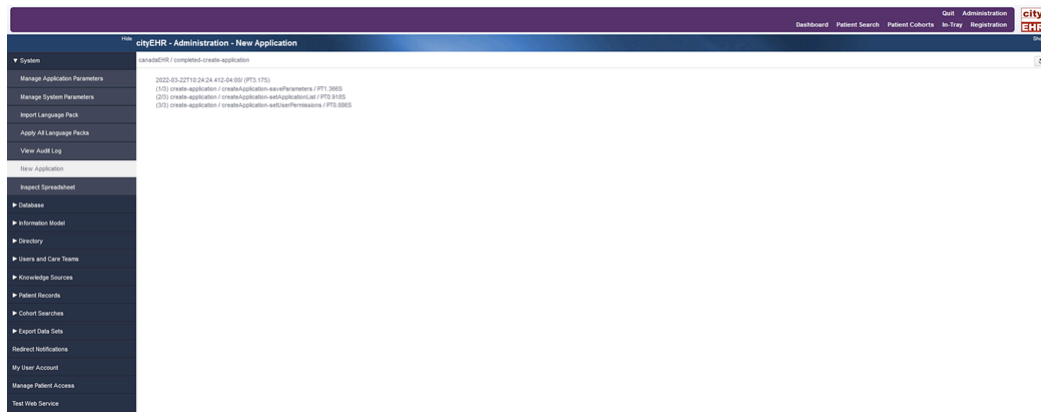 Quit Administration
city
Dashboard Patient Search Patient Cohorts In-Tray Registration
EHR
Hide
cityEHR - Administration - New Application
▼ System
canadaEHR / completed-create-application
Manage Application Parameters
2022-03-22T10:24:24.412-04:00/ (PT3.17S)
(1/3) create-application / createApplication-saveParameters / PT1.366S
Manage System Parameters
(2/3) create-application / createApplication-setApplicationList / PT0.918S
(3/3) create-application / createApplication-setUserPermissions / PT0.886S
Import Language Pack
Apply All Language Packs
View Audit Log
New Application
Inspect Spreadsheet
► Database
► Information Model
► Directory
► Users and Care Teams
► Knowledge Sources
► Patient Records
► Cohort Searches
► Export Data Sets
Redirect Notifications
My User Account
Manage Patient Access
Test Web Service